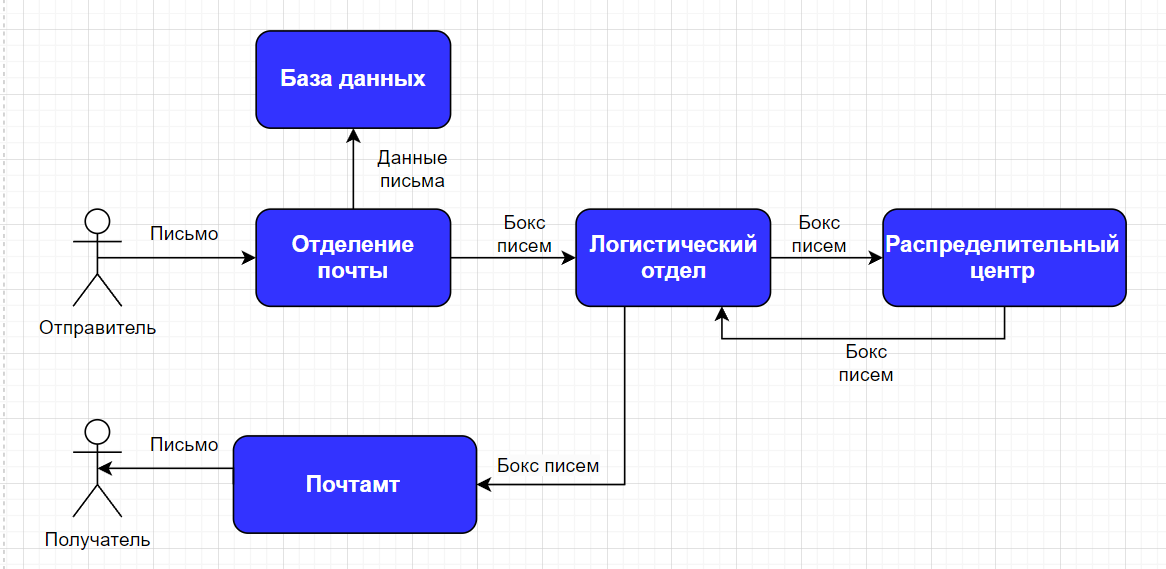 База данных
Данные
письма
Письмо
Отделение
почты
Бокс
писем
Логистический
отдел
Бокс
писем
Распределительный
центр
Отправитель
Бокс
писем
Письмо
Почтамт
Бокс писем
Получатель